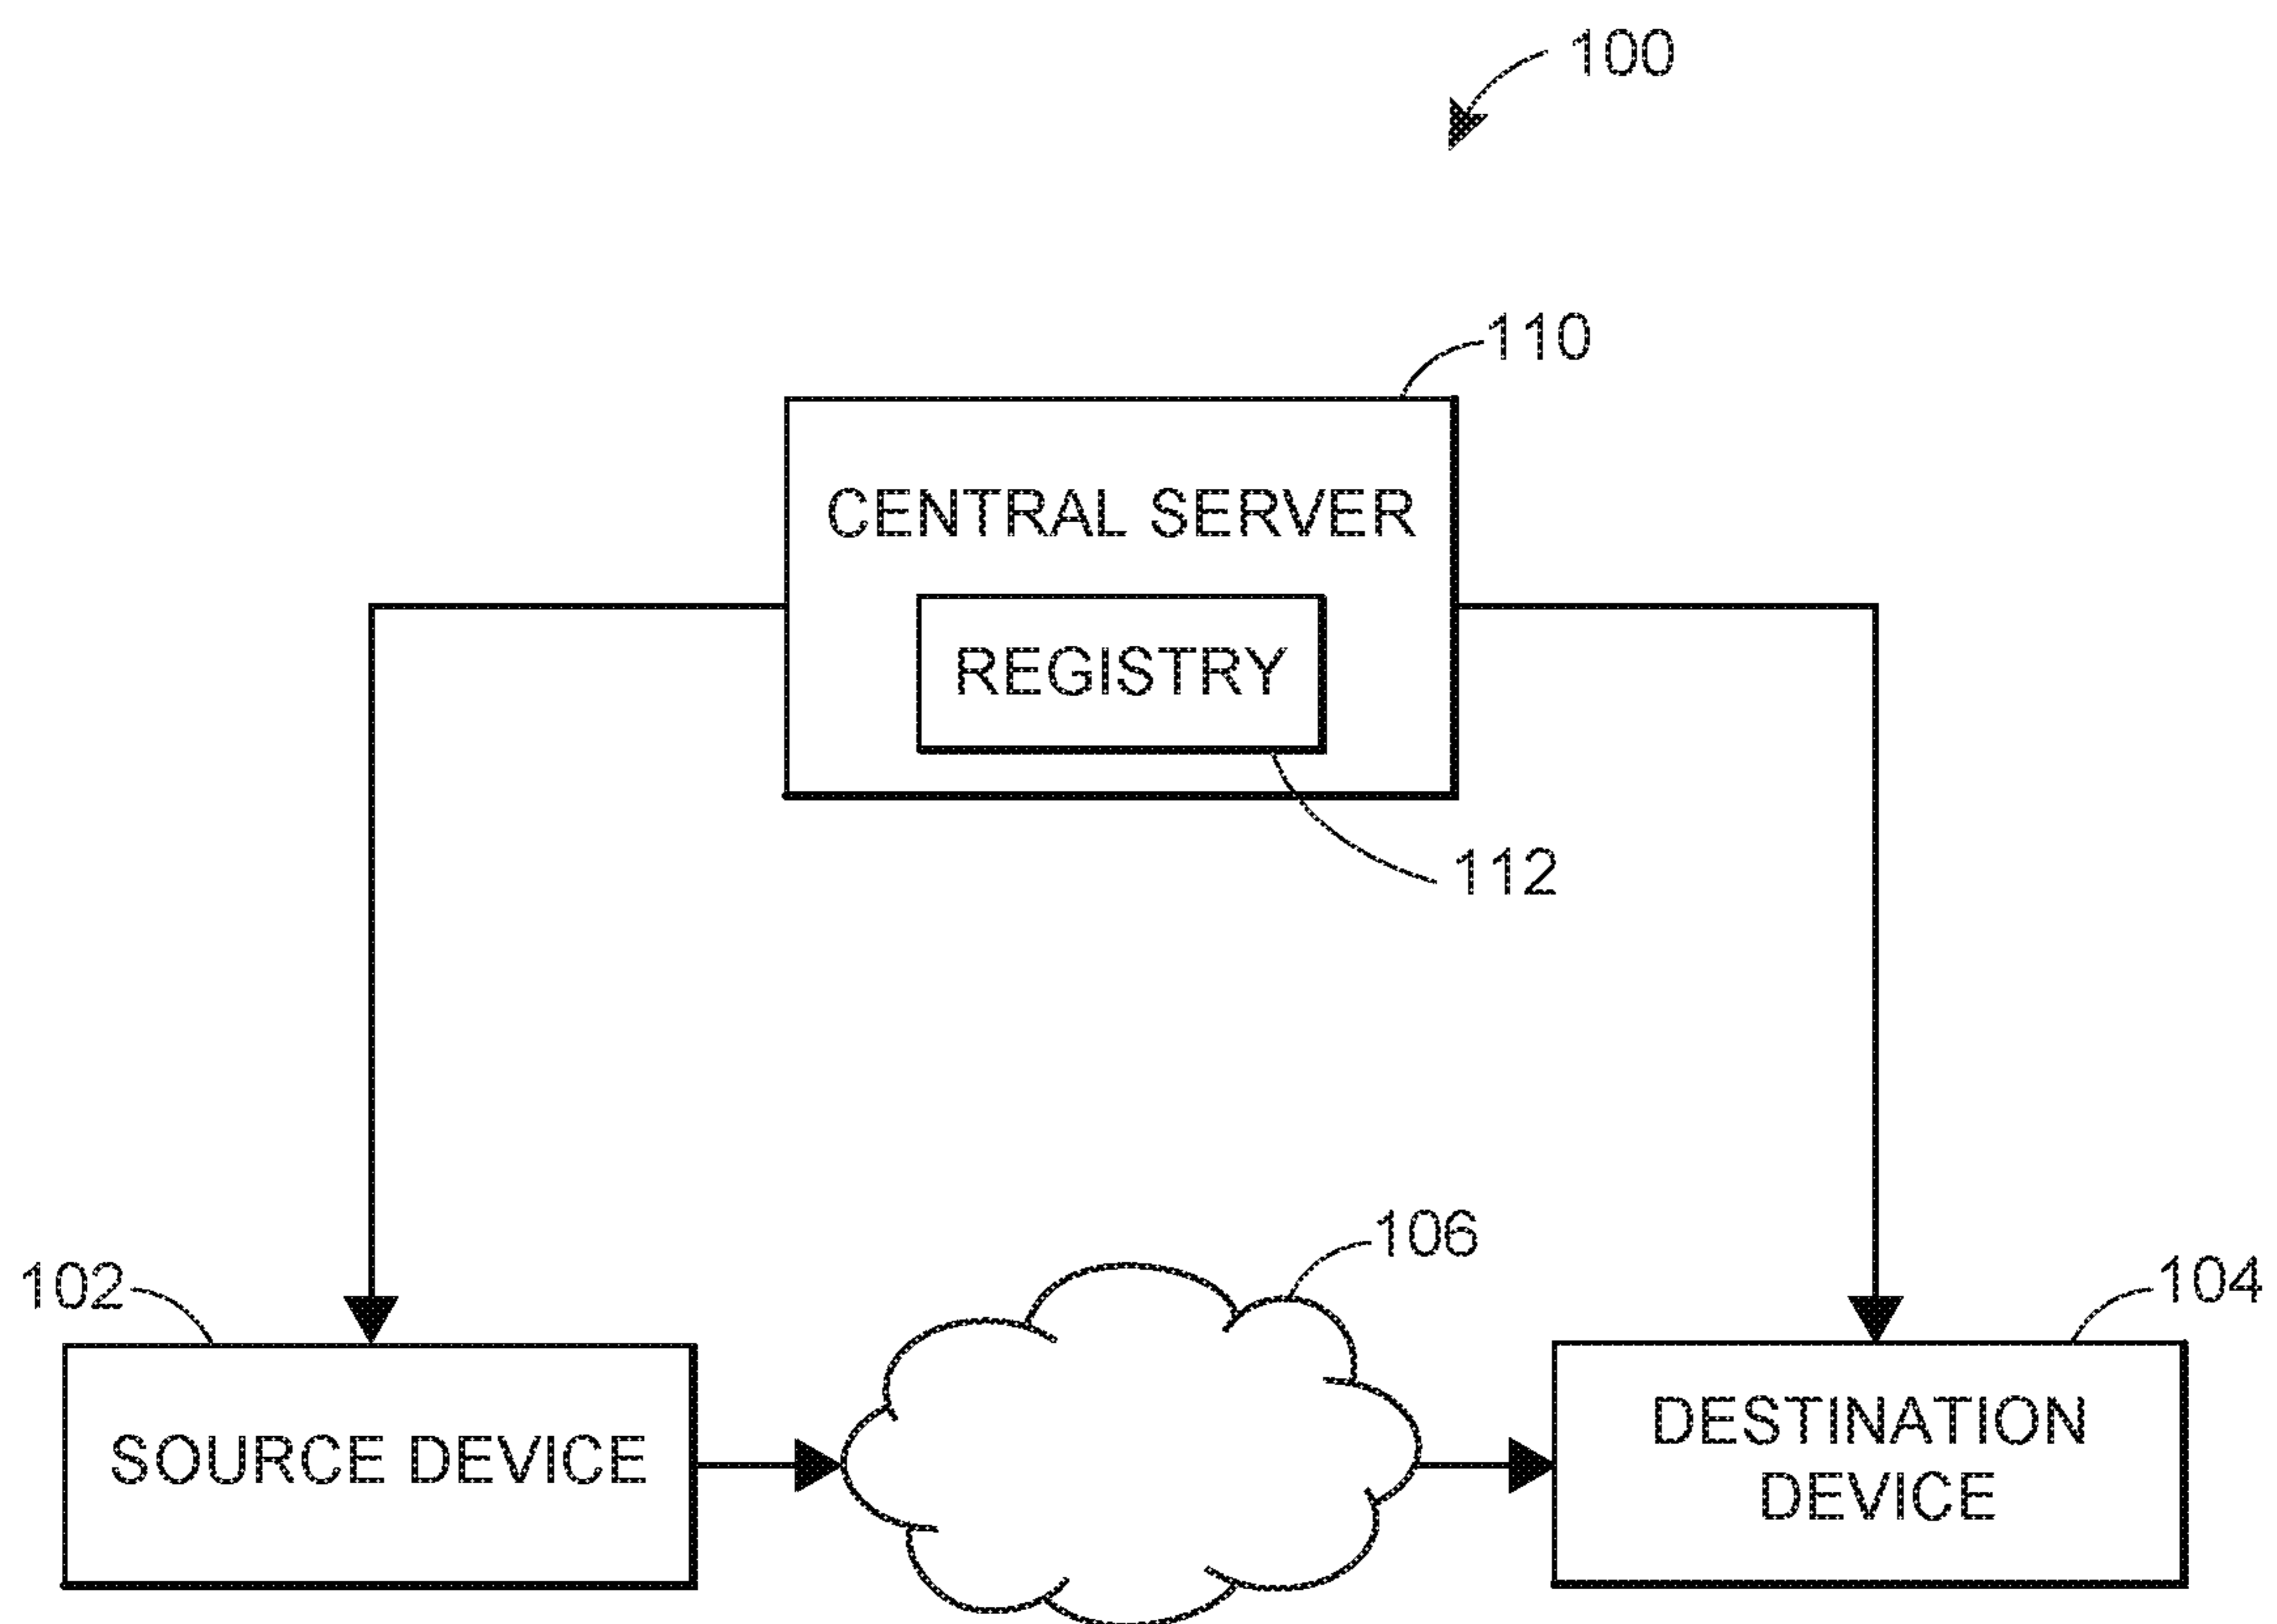 100
110
CENTRAL SERVER
REGISTRY
112
106
102
104
SOURCE DEVICE
DESTINATION
DEVICE